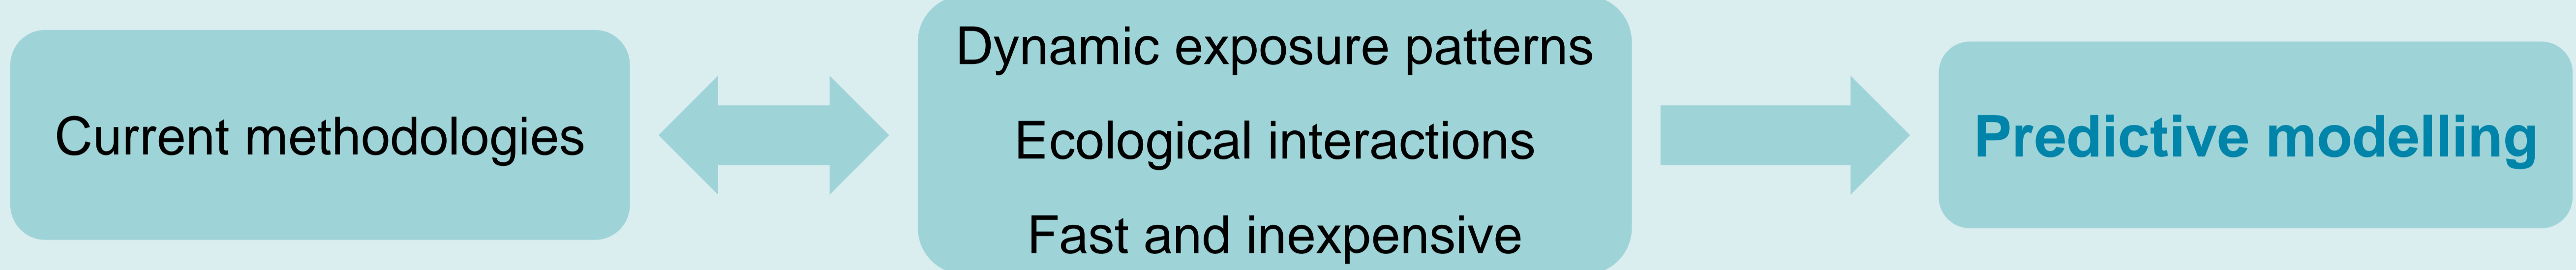 Current methodologies
Dynamic exposure patterns
Ecological interactions
Fast and inexpensive
Predictive modelling